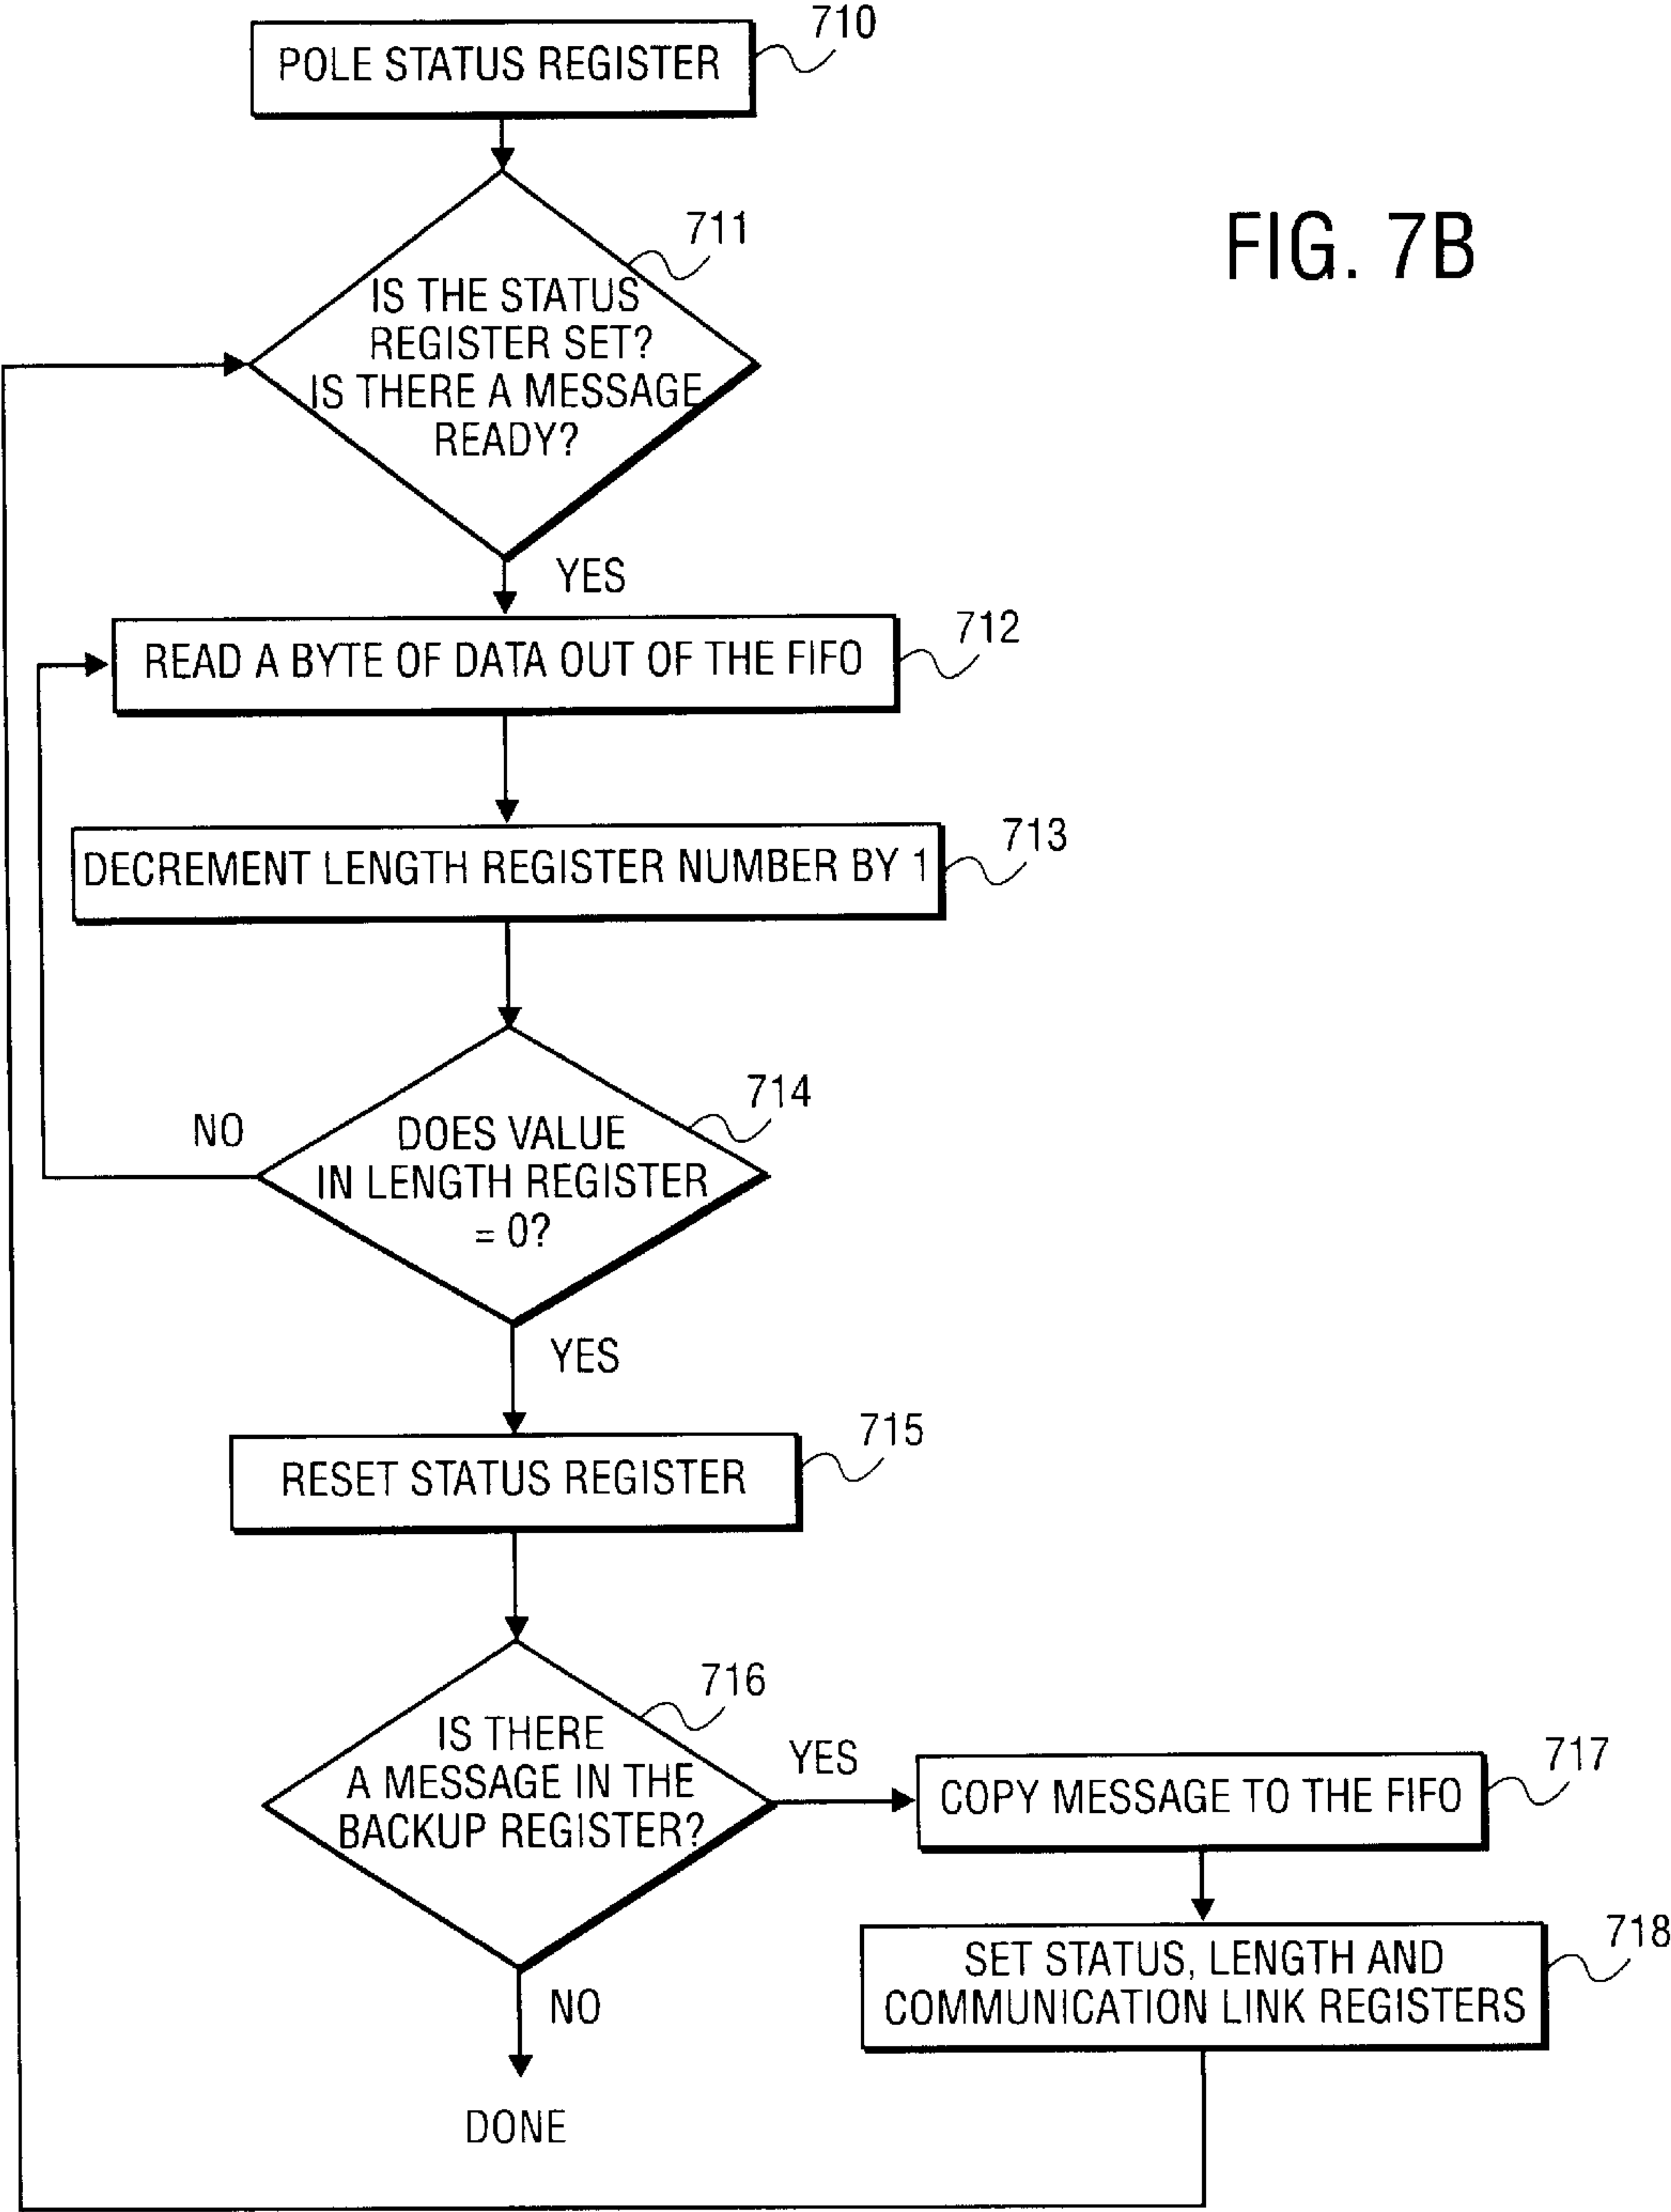 710
POLE STATUS REGISTER
FIG. 7B
711
IS THE STATUS
REGISTER SET?
IS THERE A MESSAGE
READY?
YES
712
READ A BYTE OF DATA OUT OF THE FIFO
713
DECREMENT LENGTH REGISTER NUMBER BY 1
714
NO
DOES VALUE
IN LENGTH REGISTER
= 0?
YES
715
RESET STATUS REGISTER
716
IS THERE
A MESSAGE IN THE
BACKUP REGISTER?
YES
717
COPY MESSAGE TO THE FIFO
718
SET STATUS, LENGTH AND
COMMUNICATION LINK REGISTERS
NO
DONE